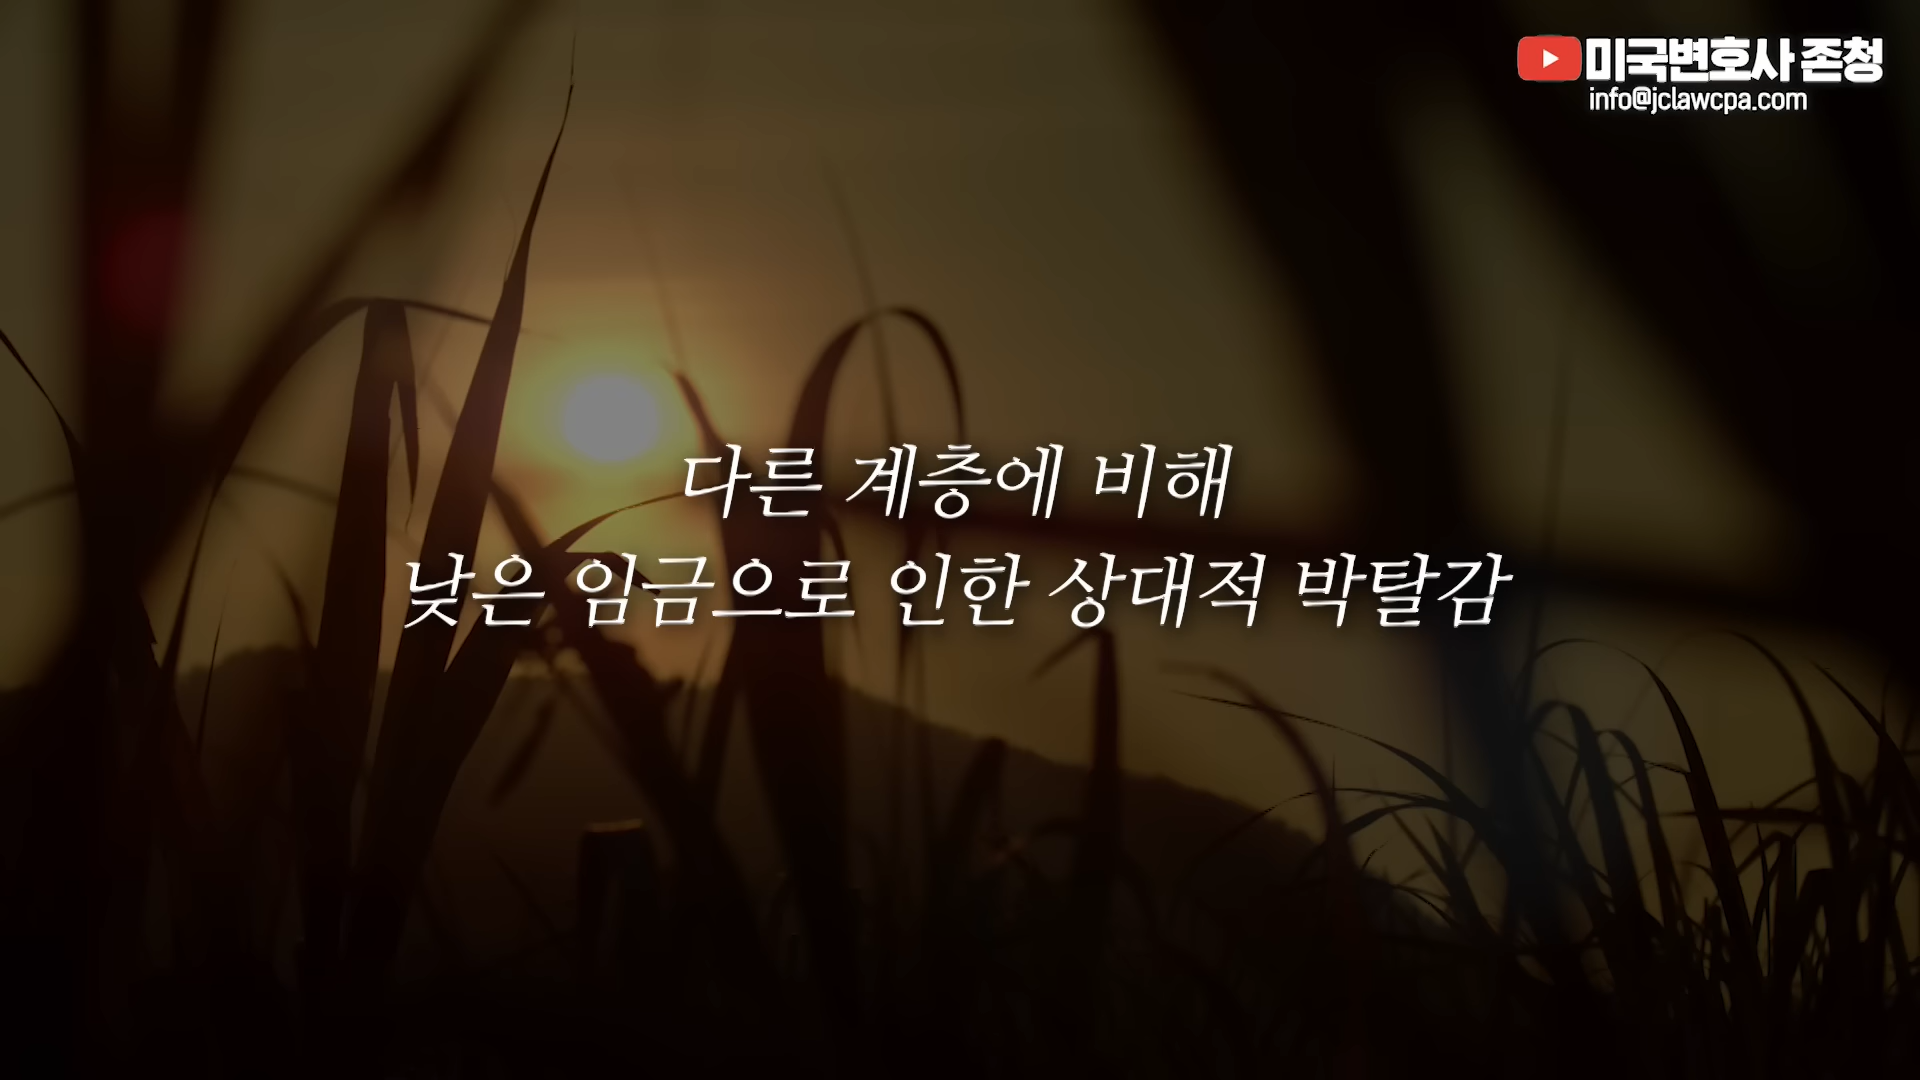 미국변호사 존청
info@jclawcpa.com
다른 계층에 비해
낮은 임금으로 인한 상대적 박탈감